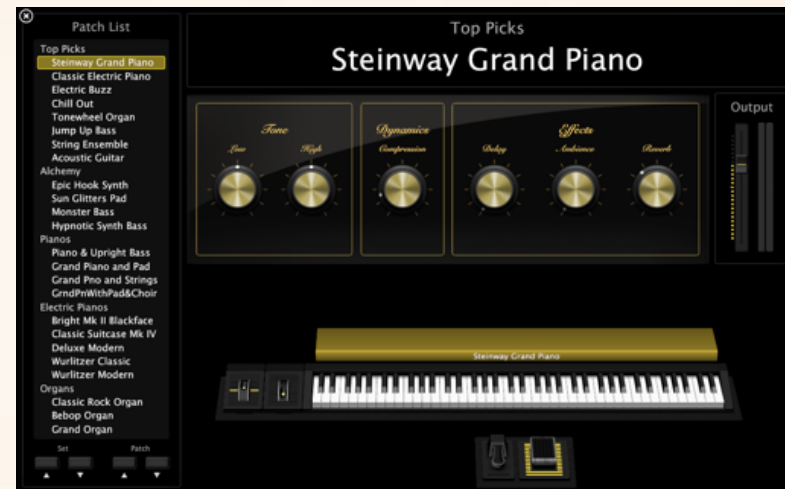 Patch List
Top Picks
Steinway Grand Piano
Classic Electric Piano
Electric Buzz
Chill Out
Tonewheel Organ
Jump Up Bass
String Ensemble
Acoustic Guitar
Alchemy
Epic Hook Synth
Sun Glitters Pad
Monster Bass
Hypnotic Synth Bass
Pianos
Piano & Upright Bass
Grand Piano and Pad
Grand Pno and Strings
GrndPnWithPad&Choir
Electric Pianos
Bright Mk II Blackface
Classic Suitcase Mk IV
Deluxe Modern
Wurlitzer Classic
Wurlitzer Modern
Organs
Classic Rock Organ
Bebop Organ
Grand Organ
Set Patch
Top Picks
Steinway Grand Piano
Tone Dynamics Effects
Low High Compression Delay Ambience Reverb
Output
Steinway Grand Piano